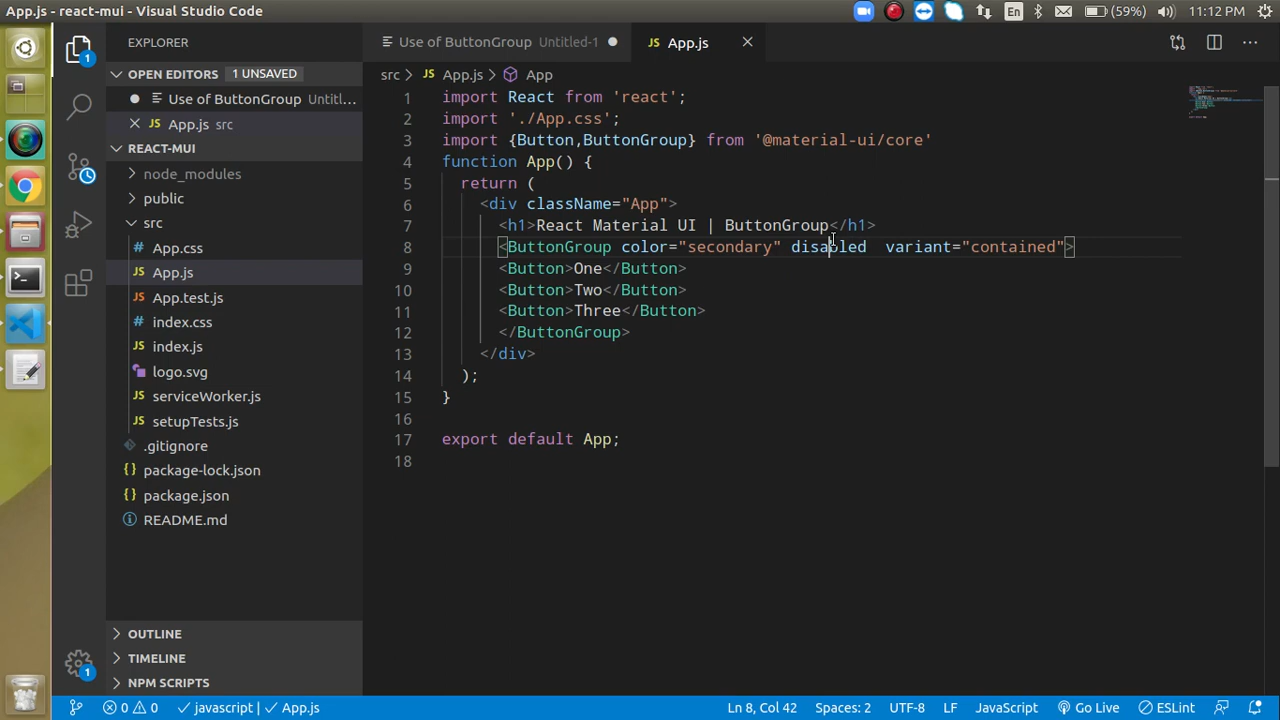 App.js - react-mui - Visual Studio Code
En
(59%)
11:12 PM
EXPLORER
OPEN EDITORS 1 UNSAVED
Use of ButtonGroup Untitl...
App.js src
REACT-MUI
node_modules
public
src
App.css
App.js
App.test.js
index.css
index.js
logo.svg
serviceWorker.js
setupTests.js
.gitignore
package-lock.json
package.json
README.md
OUTLINE
TIMELINE
NPM SCRIPTS
1
1
Use of ButtonGroup Untitled-1
JS App.js
src > JS App.js > App
1 import React from 'react';
2 import './App.css';
3 import {Button,ButtonGroup} from '@material-ui/core'
4 function App() {
5 return (
6 <div className="App">
7 <h1>React Material UI | ButtonGroup</h1>
8 <ButtonGroup color="secondary" disabled  variant="contained">
9 <Button>One</Button>
10 <Button>Two</Button>
11 <Button>Three</Button>
12 </ButtonGroup>
13 </div>
14 );
15 }
16
17 export default App;
18
0 0 javascript | App.js
Ln 8, Col 42 Spaces: 2 UTF-8 LF JavaScript Go Live ESLint